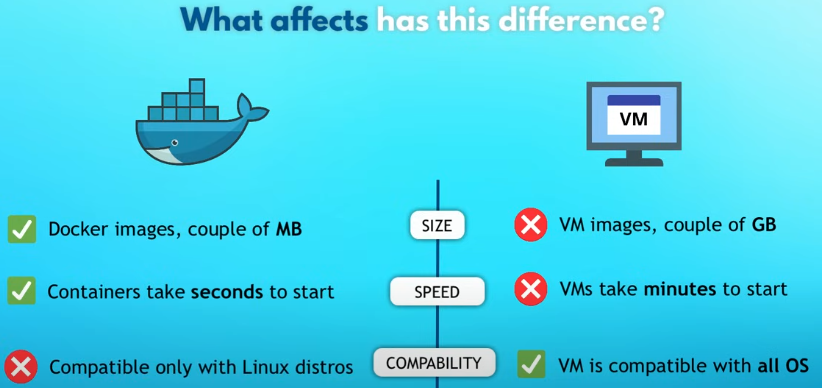 What affects has this difference?
VM
Docker images, couple of MB
SIZE
VM images, couple of GB
Containers take seconds to start
SPEED
VMs take minutes to start
Compatible only with Linux distros
COMPABILITY
VM is compatible with all OS